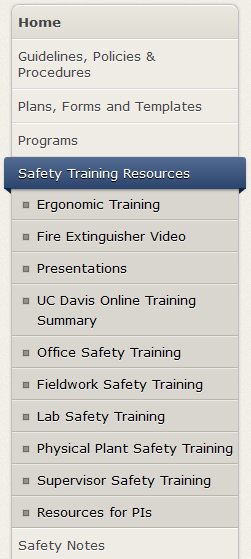 Home
Guidelines, Policies &
Procedures
Plans, Forms and Templates
Programs
Safety Training Resources
Ergonomic Training
Fire Extinguisher Video
Presentations
UC Davis Online Training
Summary
Office Safety Training
Fieldwork Safety Training
Lab Safety Training
Physical Plant Safety Training
Supervisor Safety Training
Resources for PIs
Safety Notes